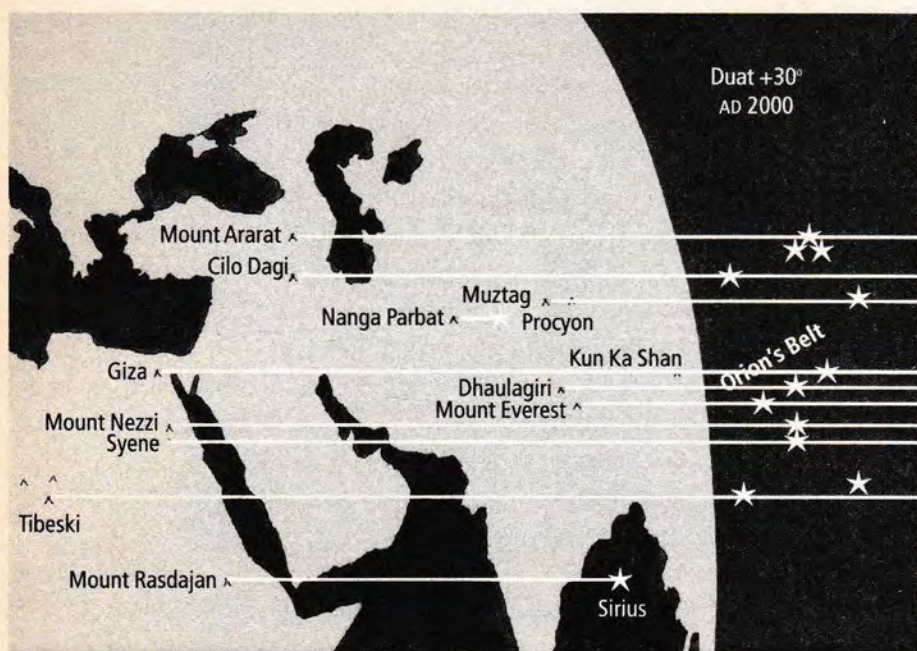 Duat +30°
AD 2000
Mount Ararat
Cilo Dagi
Muztag
Nanga Parbat
Procyon
Orion's Belt
Kun Ka Shan
Giza
Dhaulagiri
Mount Everest
Mount Nezzi
Syene
Tibeski
Mount Rasdajan
Sirius